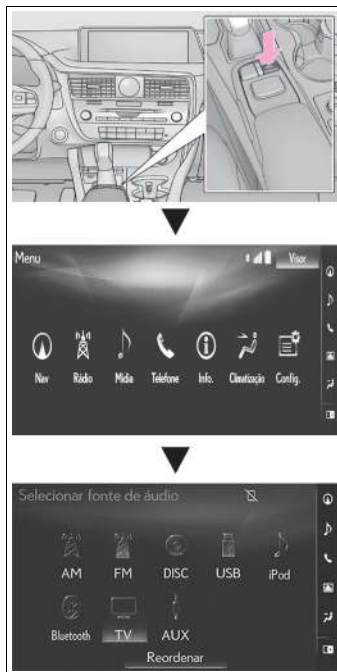 Menu
Visor
Nav Rádio Mídia Telefone Info. Climatização Config.
Selecionar fonte de áudio
AM FM DISC USB iPod
Bluetooth TV AUX
Reordenar